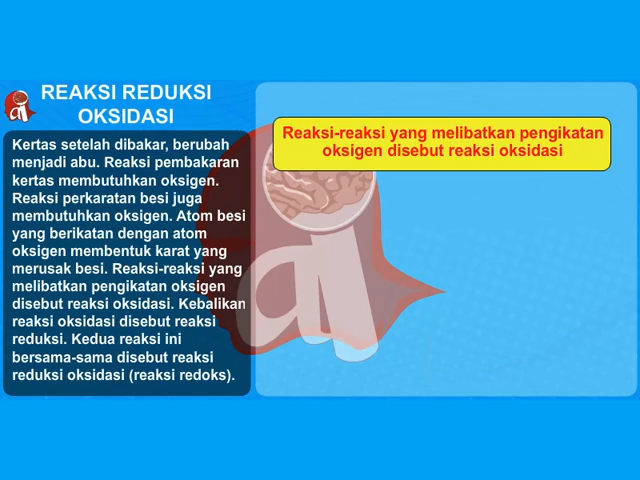 REAKSI REDUKSI
OKSIDASI
Kertas setelah dibakar, berubah
menjadi abu. Reaksi pembakaran
kertas membutuhkan oksigen.
Reaksi perkaratan besi juga
membutuhkan oksigen. Atom besi
yang berikatan dengan atom
oksigen membentuk karat yang
merusak besi. Reaksi-reaksi yang
melibatkan pengikatan oksigen
disebut reaksi oksidasi. Kebalikan
reaksi oksidasi disebut reaksi
reduksi. Kedua reaksi ini
bersama-sama disebut reaksi
reduksi oksidasi (reaksi redoks).
Reaksi-reaksi yang melibatkan pengikatan
oksigen disebut reaksi oksidasi